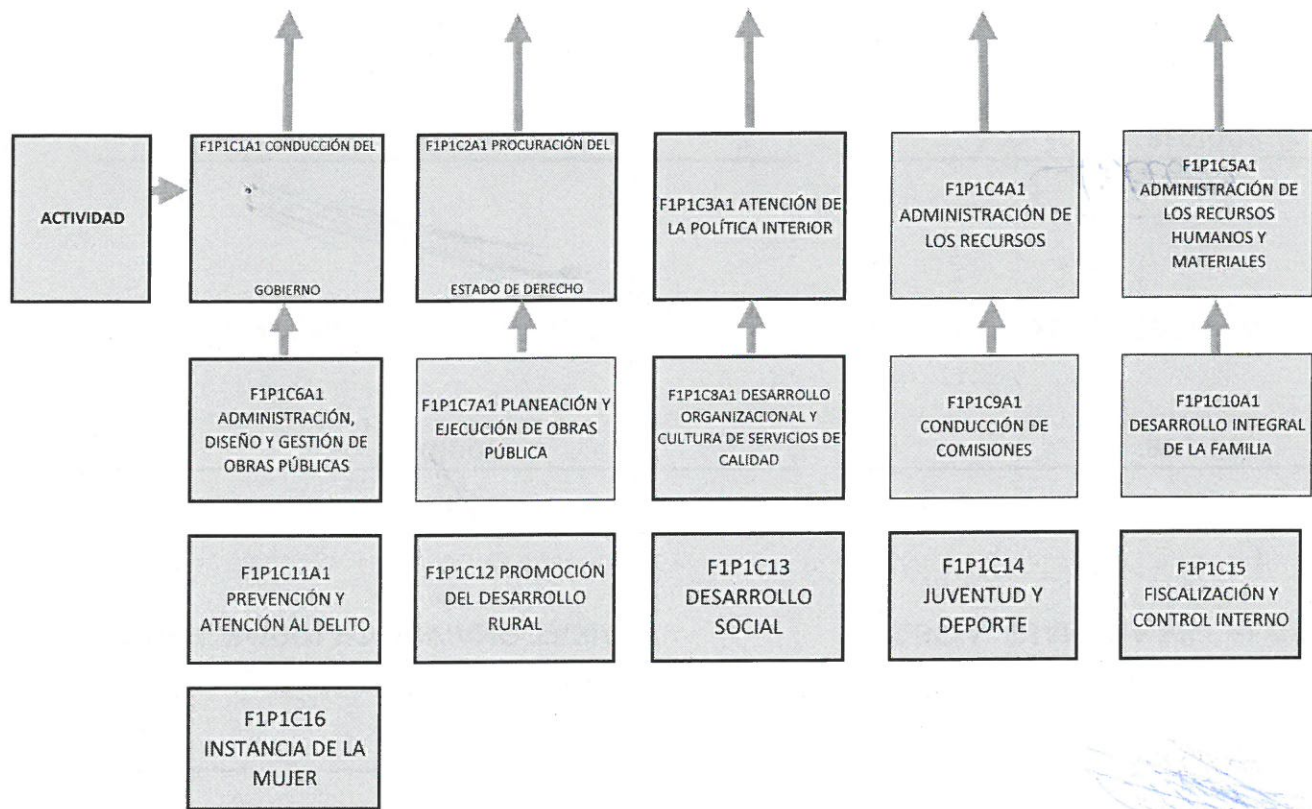 ACTIVIDAD
F1P1C1A1 CONDUCCIÓN DEL
GOBIERNO
F1P1C2A1 PROCURACIÓN DEL
ESTADO DE DERECHO
F1P1C3A1 ATENCIÓN DE
LA POLÍTICA INTERIOR
F1P1C4A1
ADMINISTRACIÓN DE
LOS RECURSOS
F1P1C5A1
ADMINISTRACIÓN DE
LOS RECURSOS
HUMANOS Y
MATERIALES
F1P1C6A1
ADMINISTRACIÓN,
DISEÑO Y GESTIÓN DE
OBRAS PÚBLICAS
F1P1C7A1 PLANEACIÓN Y
EJECUCIÓN DE OBRAS
PÚBLICA
F1P1C8A1 DESARROLLO
ORGANIZACIONAL Y
CULTURA DE SERVICIOS DE
CALIDAD
F1P1C9A1
CONDUCCIÓN DE
COMISIONES
F1P1C10A1
DESARROLLO INTEGRAL
DE LA FAMILIA
F1P1C11A1
PREVENCIÓN Y
ATENCIÓN AL DELITO
F1P1C12 PROMOCIÓN
DEL DESARROLLO
RURAL
F1P1C13
DESARROLLO
SOCIAL
F1P1C14
JUVENTUD Y
DEPORTE
F1P1C15
FISCALIZACIÓN Y
CONTROL INTERNO
F1P1C16
INSTANCIA DE LA
MUJER